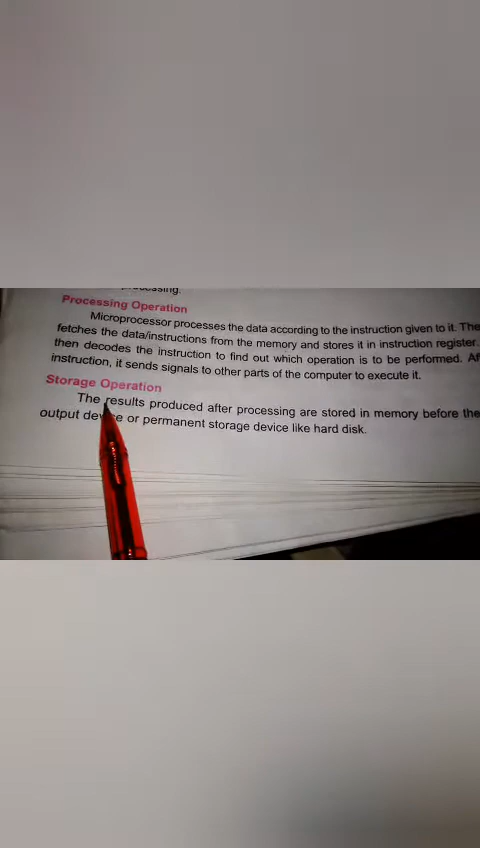 processing.
Processing Operation
Microprocessor processes the data according to the instruction given to it. The
fetches the data/instructions from the memory and stores it in instruction register.
then decodes the instruction to find out which operation is to be performed. Af
instruction, it sends signals to other parts of the computer to execute it.
Storage Operation
The results produced after processing are stored in memory before the
output device or permanent storage device like hard disk.